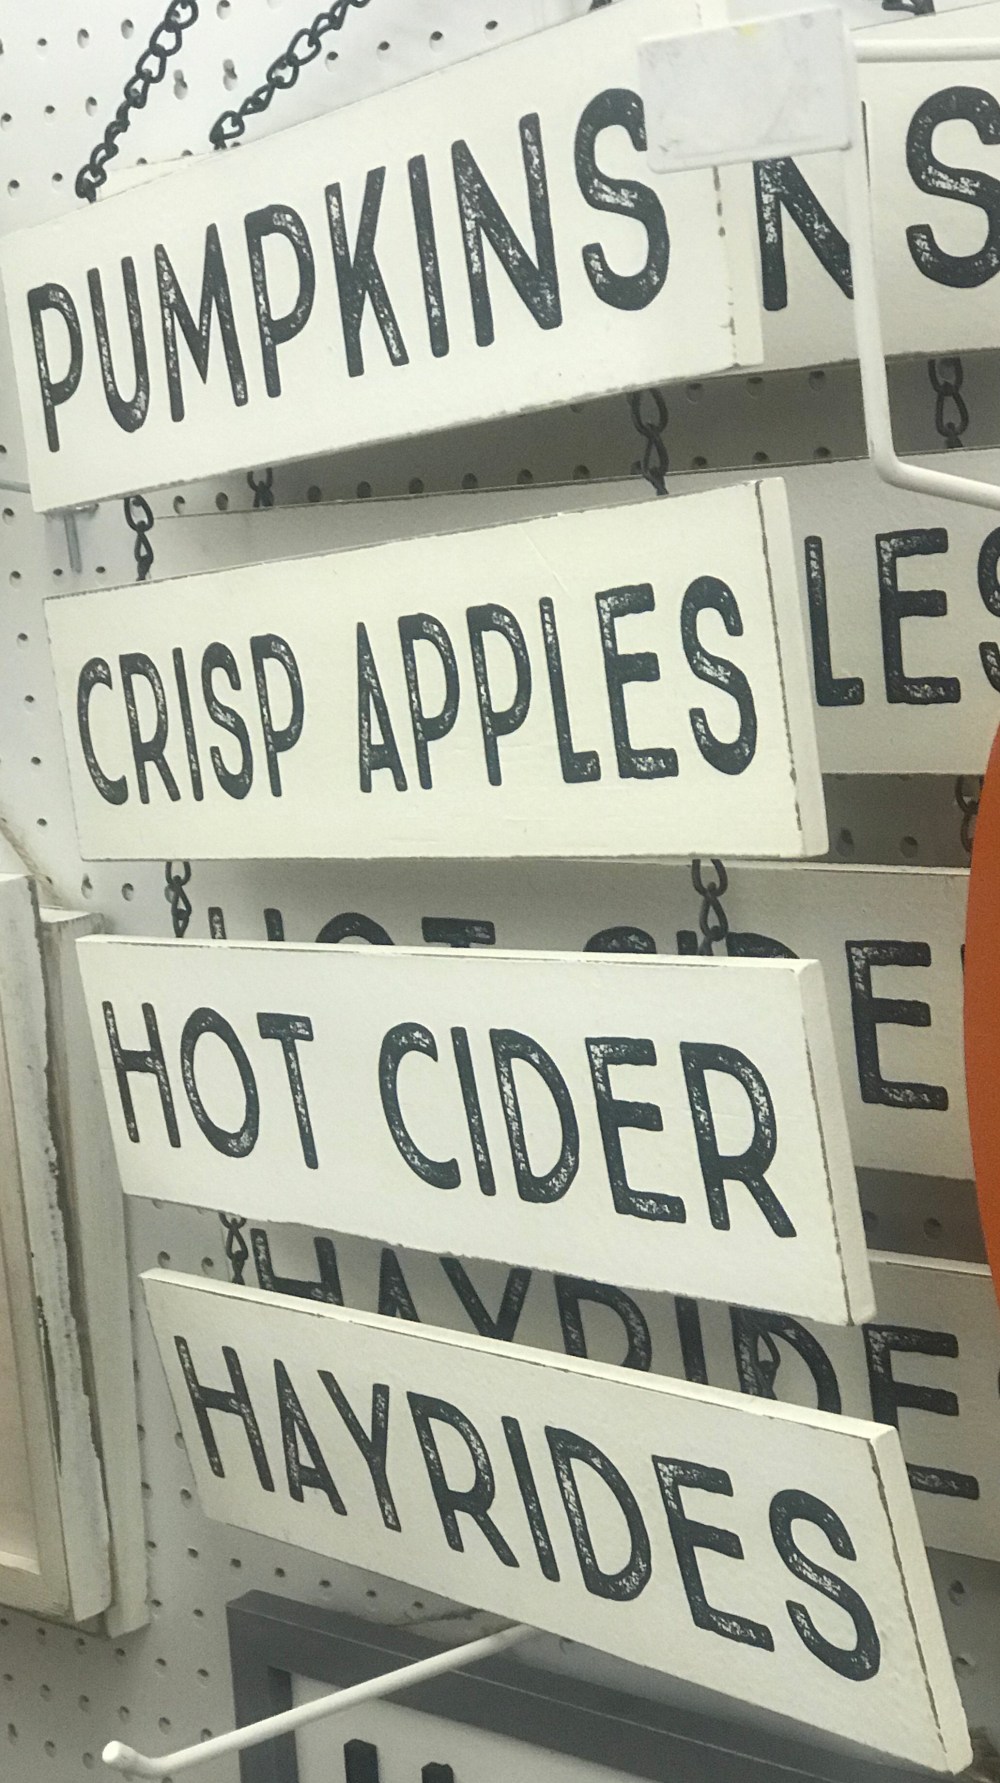 PUMPKINS
CRISP APPLES
HOT CIDER
HAYRIDES